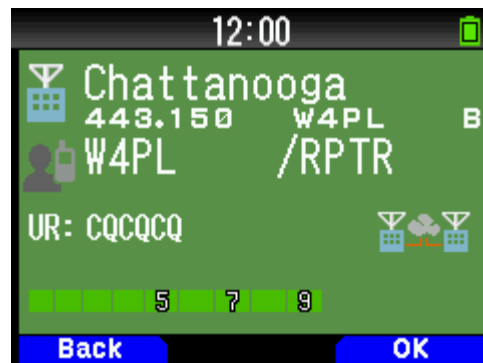 12:00
Chattanooga
443.150 W4PL B
W4PL /RPTR
UR: CQCQCQ
5 7 9
Back OK